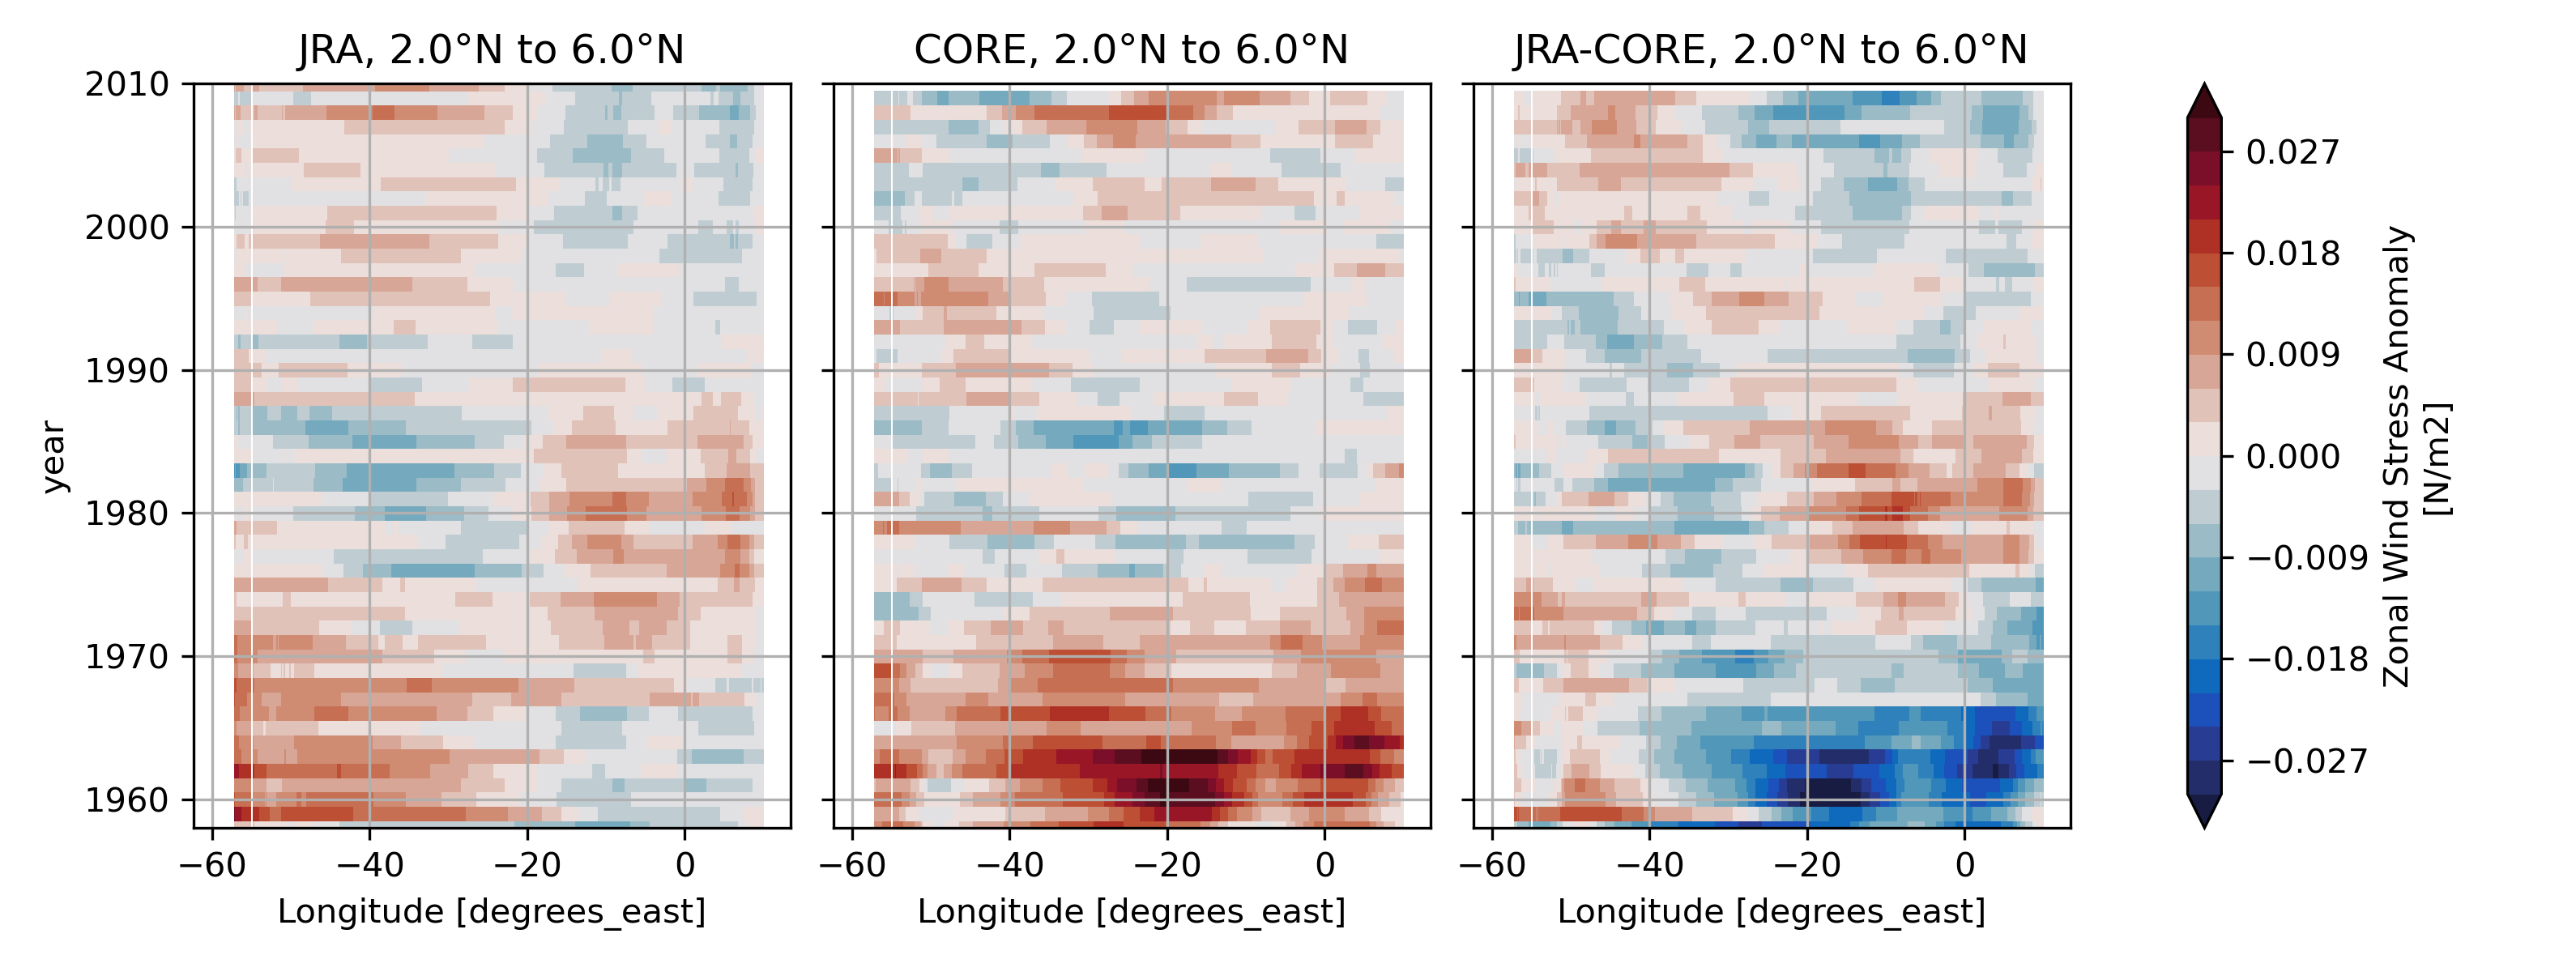 JRA, 2.0°N to 6.0°N
CORE, 2.0°N to 6.0°N
JRA-CORE, 2.0°N to 6.0°N
2010
2000
1990
1980
1970
1960
year
−60 −40 −20 0
−60 −40 −20 0
−60 −40 −20 0
Longitude [degrees_east]
Longitude [degrees_east]
Longitude [degrees_east]
0.027
0.018
0.009
0.000
−0.009
−0.018
−0.027
Zonal Wind Stress Anomaly
[N/m2]